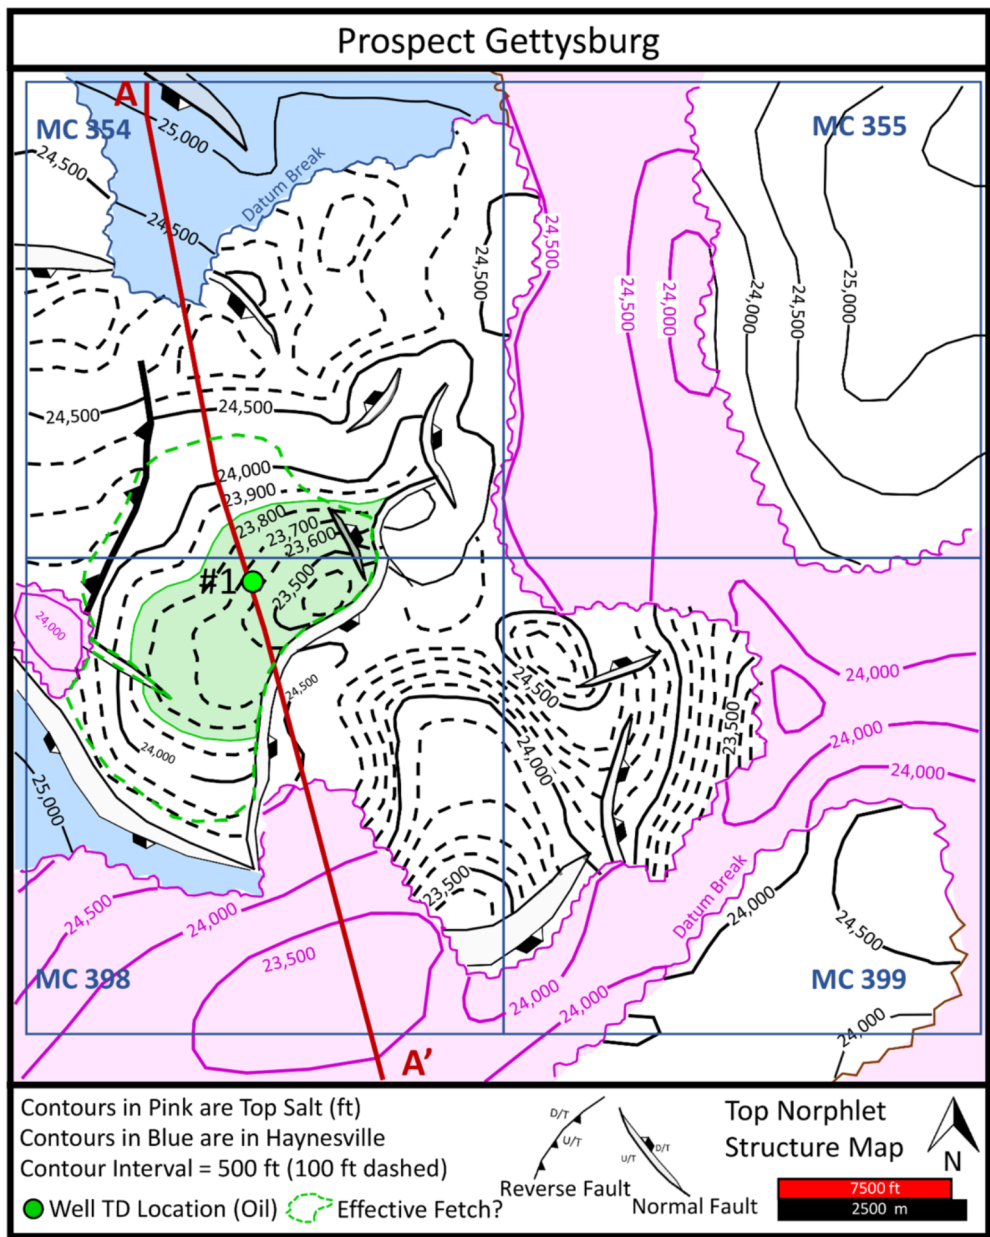 Prospect Gettysburg
A
MC 354
25,000
24,500
Datum Break
24,500
24,500
24,500
24,500
24,000
MC 355
24,000
24,500
25,000
24,500
24,500
24,000
23,900
23,800
23,700
23,600
23,500
#1
24,000
24,500
24,500
24,000
24,000
23,500
24,000
24,000
24,000
25,000
24,500
24,000
23,500
23,500
Datum Break
24,000
24,500
24,000
24,000
24,000
MC 398
MC 399
A’
Contours in Pink are Top Salt (ft)
Contours in Blue are in Haynesville
Contour Interval = 500 ft (100 ft dashed)
Well TD Location (Oil)
Effective Fetch?
D/T
U/T
Reverse Fault
D/T
U/T
Normal Fault
Top Norphlet
Structure Map
N
7500 ft
2500 m